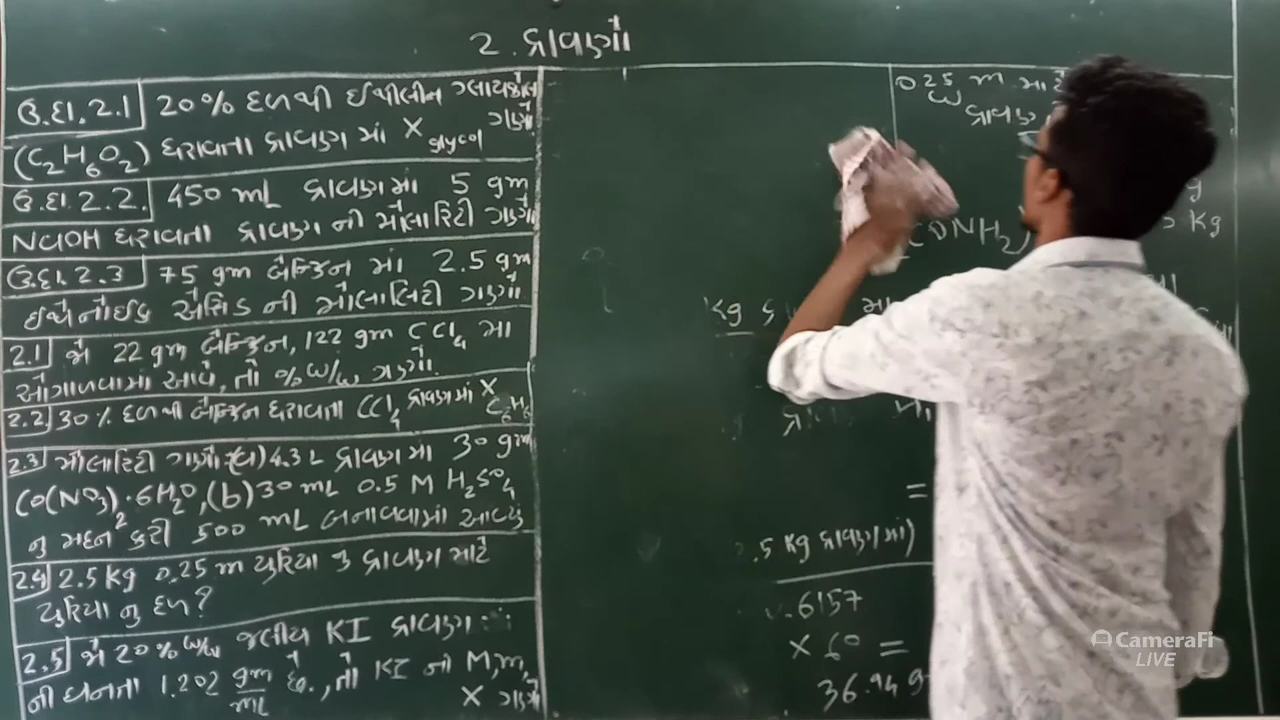 2. દ્રાવણો
ઉ.દા.2.1 20% દળથી ઈથીલીન ગ્લાયકોલ
(C₂H₆O₂) ધરાવતા દ્રાવણ માં X glycol ગણો
ઉ.દા.2.2. 450 mL દ્રાવણમાં 5 gm
NaOH ધરાવતા દ્રાવણ ની મોલારિટી ગણો
ઉ.દા.2.3 75 gm બેન્ઝિન માં 2.5 gm
ઈથેનોઈક એસિડ ની મોલાલિટી ગણો
2.1 જો 22 gm બેન્ઝિન, 122 gm CCl₄ માં
ઓગાળવામાં આવે, તો % w/w ગણો.
2.2 30% દળથી બેન્ઝિન ધરાવતા CCl₄ દ્રાવણમાં X C₆H₆
2.3 મોલારિટી ગણો (a) 4.3 L દ્રાવણમાં 30 gm
Co(NO₃)₂·6H₂O, (b) 30 mL 0.5 M H₂SO₄
નુ મંદન કરી 500 mL બનાવવામાં આવ્યુ
2.4 2.5 kg 0.25 m યુરિયા ના દ્રાવણ માટે
યુરિયા નુ દળ?
2.5 જો 20% w/w જલીય KI દ્રાવણ
ની ઘનતા 1.202 gm/mL છે, તો KI ની M, m,
X ગણો
0.25 m માટે
દ્રાવણ
CONH₂)
kg
kg
=
.5 kg દ્રાવણમાં)
.6157
× 60 =
36.94 g
CameraFi
LIVE